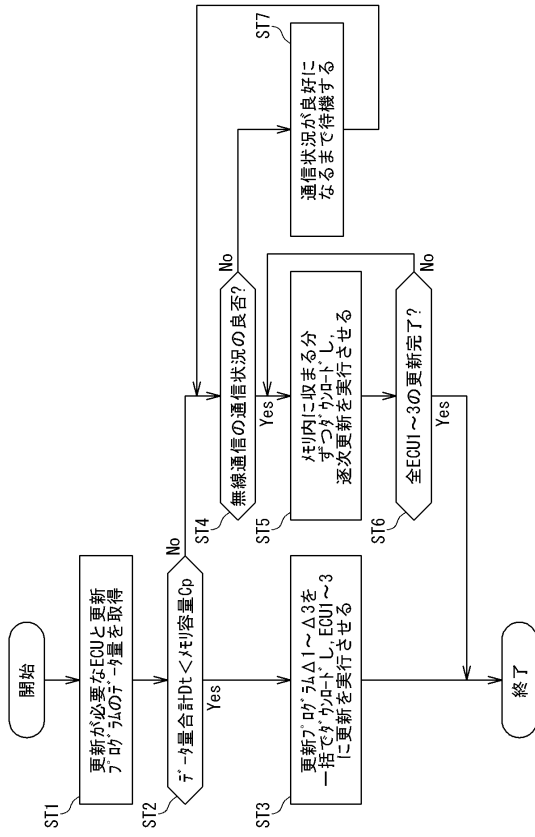 開始
ST1
更新が必要なECUと更新
プログラムのデータ量を取得
ST2
データ量合計Dt<メモリ容量Cp
No
Yes
ST3
更新プログラムΔ1～Δ3を
一括でダウンロードし,ECU1～3
に更新を実行させる
ST4
無線通信の通信状況の良否?
No
Yes
ST5
メモリ内に収まる分
ずつダウンロードし,
逐次更新を実行させる
ST6
全ECU1～3の更新完了?
No
Yes
ST7
通信状況が良好に
なるまで待機する
終了